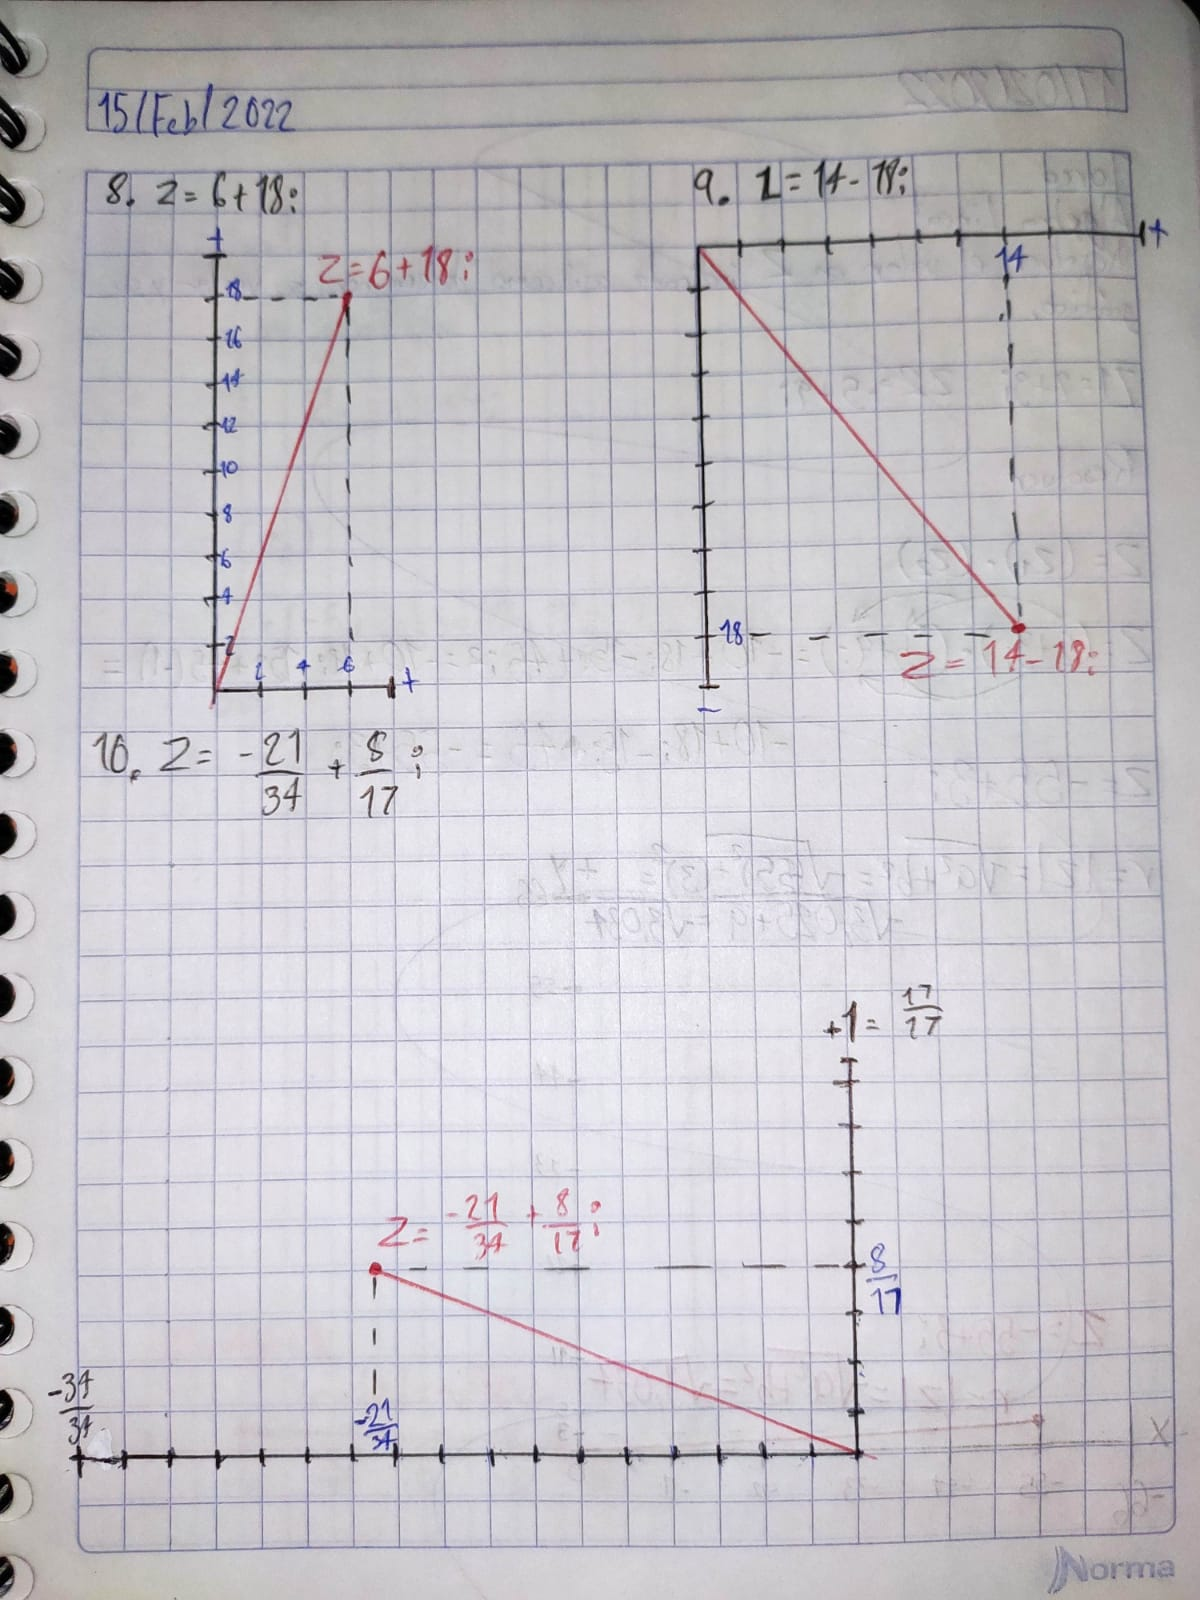 15/Feb/2022
8. Z = 6+18i
+
Z=6+18i
18
16
14
12
10
8
6
4
2
2 4 6 +
9. Z = 14-18i
+
14
18
Z = 14-18i
-
10. Z = -21/34 + 8/17 i
+1 = 17/17
Z = -21/34 + 8/17 i
8/17
-34/34
-21/34
Norma